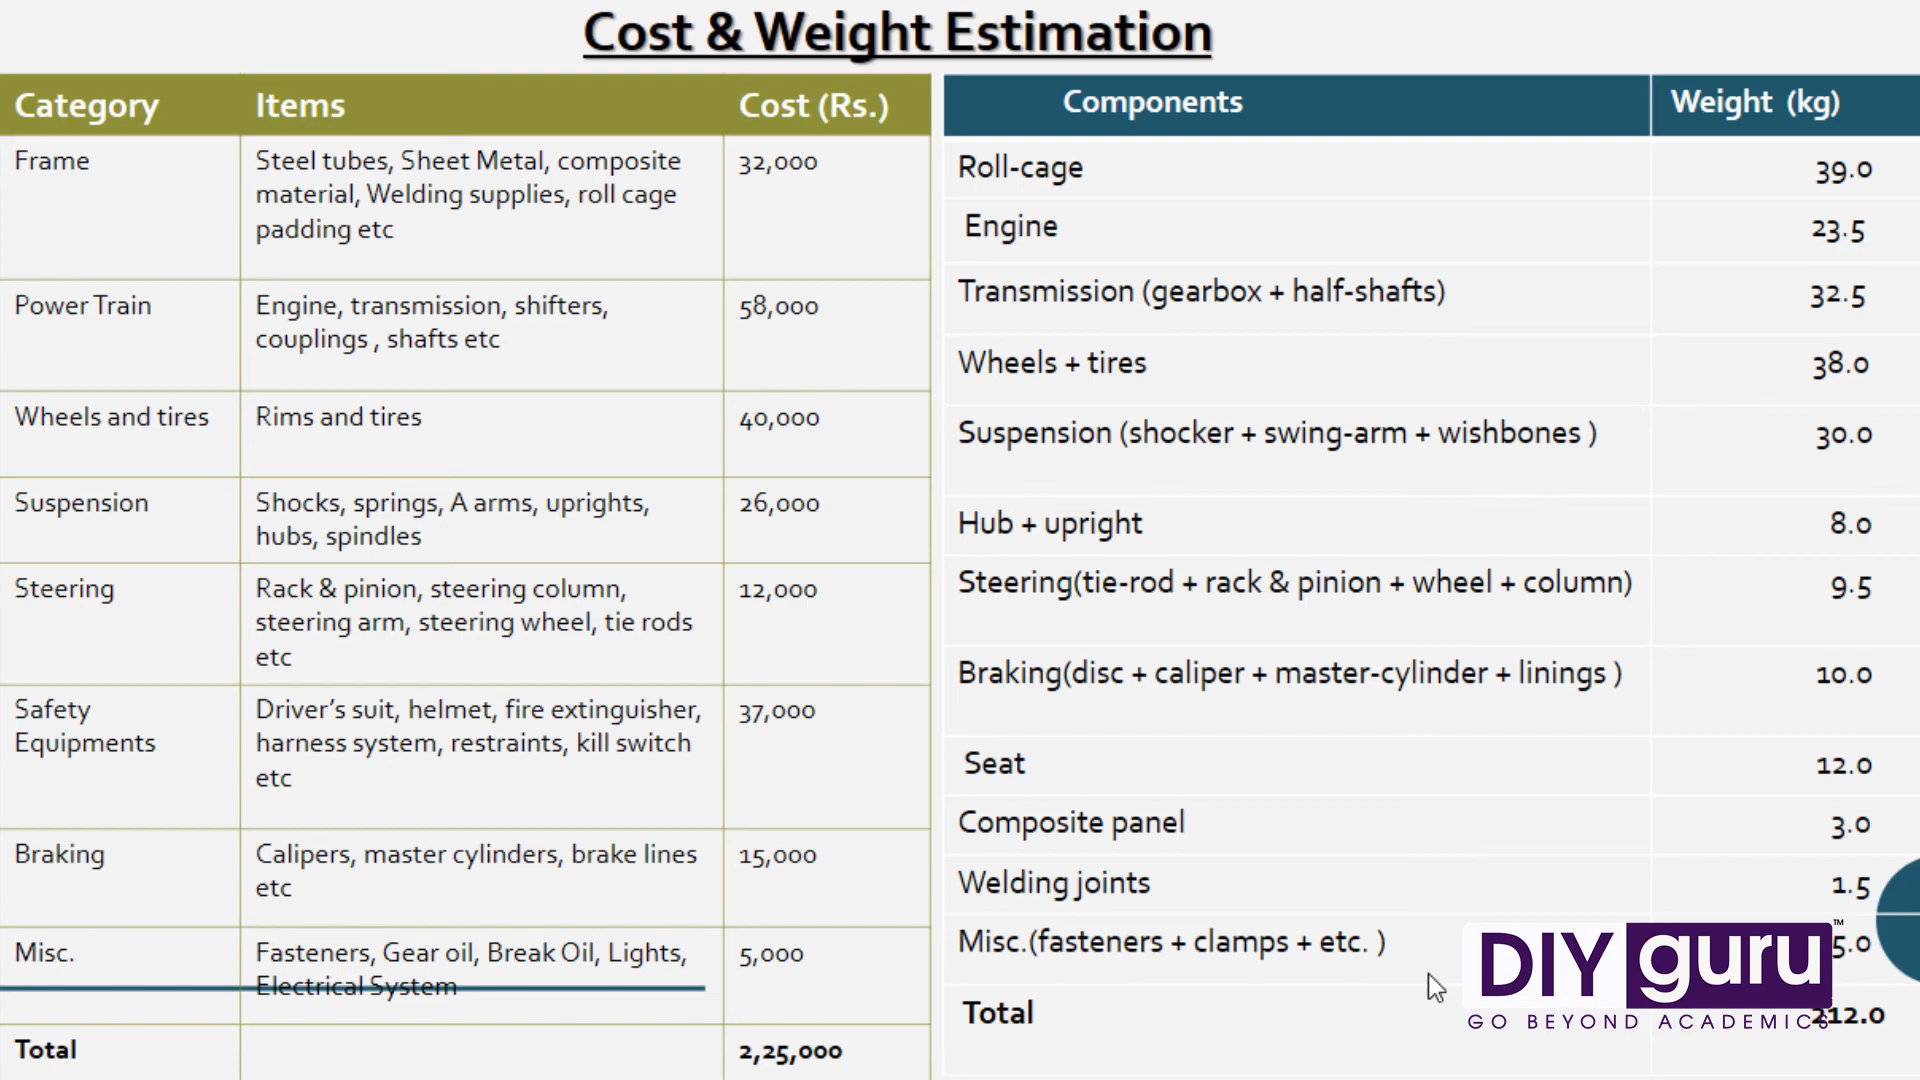 Cost & Weight Estimation
Category Items Cost (Rs.)
Frame Steel tubes, Sheet Metal, composite 32,000
material, Welding supplies, roll cage
padding etc
Power Train Engine, transmission, shifters, 58,000
couplings , shafts etc
Wheels and tires Rims and tires 40,000
Suspension Shocks, springs, A arms, uprights, 26,000
hubs, spindles
Steering Rack & pinion, steering column, 12,000
steering arm, steering wheel, tie rods
etc
Safety Driver's suit, helmet, fire extinguisher, 37,000
Equipments harness system, restraints, kill switch
etc
Braking Calipers, master cylinders, brake lines 15,000
etc
Misc. Fasteners, Gear oil, Break Oil, Lights, 5,000
Electrical System
Total 2,25,000
Components Weight (kg)
Roll-cage 39.0
Engine 23.5
Transmission (gearbox + half-shafts) 32.5
Wheels + tires 38.0
Suspension (shocker + swing-arm + wishbones ) 30.0
Hub + upright 8.0
Steering(tie-rod + rack & pinion + wheel + column) 9.5
Braking(disc + caliper + master-cylinder + linings ) 10.0
Seat 12.0
Composite panel 3.0
Welding joints 1.5
Misc.(fasteners + clamps + etc. ) 5.0
Total 212.0
DIY guru ™
GO BEYOND ACADEMICS